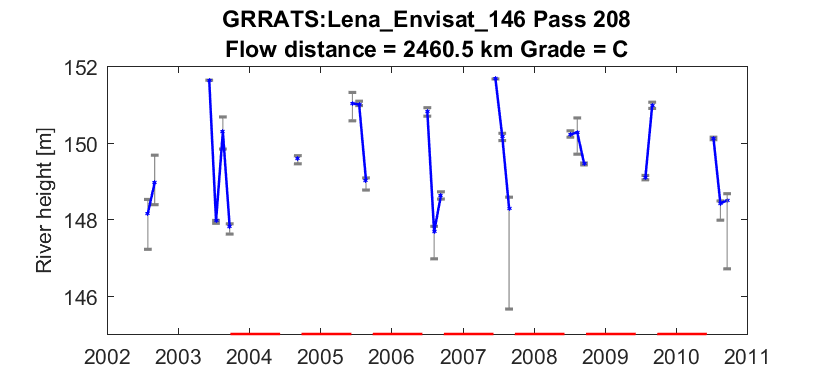 GRRATS:Lena_Envisat_146 Pass 208
Flow distance = 2460.5 km Grade = C
River height [m]
152
150
148
146
2002 2003 2004 2005 2006 2007 2008 2009 2010 2011